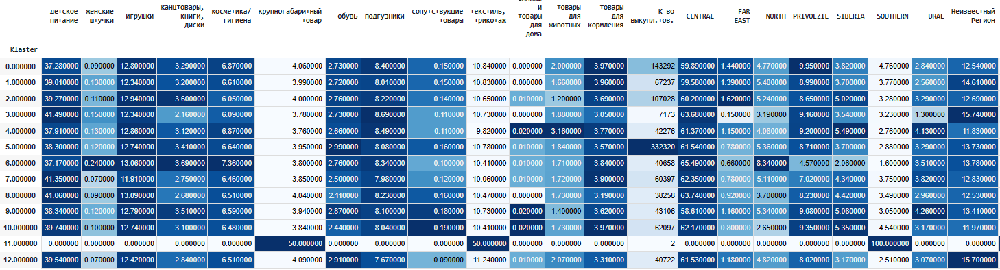 детское питание женские штучки игрушки канцтовары, книги, диски косметика/гигиена крупногабаритный товар обувь подгузники сопутствующие товары текстиль, трикотаж и товары для дома товары для животных товары для кормления К-во выкупл.тов. CENTRAL FAR EAST NORTH PRIVOLZIE SIBERIA SOUTHERN URAL Неизвестный Регион
Klaster
0.000000 37.280000 0.090000 12.800000 3.290000 6.870000 4.060000 2.730000 8.400000 0.150000 10.840000 0.000000 2.000000 3.970000 143292 59.890000 1.440000 4.770000 9.950000 3.820000 4.760000 2.840000 12.540000
1.000000 39.010000 0.130000 12.340000 3.200000 6.610000 3.990000 2.720000 8.010000 0.150000 10.830000 0.000000 1.660000 3.960000 67237 59.580000 1.390000 5.400000 8.990000 3.700000 3.770000 2.560000 14.610000
2.000000 39.270000 0.110000 12.940000 3.600000 6.050000 4.000000 2.760000 8.220000 0.140000 10.650000 0.010000 1.200000 3.690000 107028 60.200000 1.620000 5.240000 8.650000 5.020000 3.280000 3.290000 12.690000
3.000000 41.490000 0.150000 12.340000 2.160000 6.090000 3.780000 2.730000 8.690000 0.110000 10.730000 0.000000 1.880000 3.050000 7173 63.680000 0.150000 3.190000 9.160000 3.540000 3.230000 1.300000 15.740000
4.000000 37.910000 0.130000 12.860000 3.120000 6.870000 3.760000 2.660000 8.490000 0.110000 9.820000 0.020000 3.160000 3.770000 42276 61.370000 1.150000 4.080000 9.200000 5.490000 2.760000 4.130000 11.830000
5.000000 38.300000 0.120000 12.740000 3.410000 6.640000 3.950000 2.990000 8.080000 0.160000 10.780000 0.010000 1.840000 3.570000 332320 61.540000 0.780000 5.360000 8.710000 3.700000 2.880000 3.290000 13.730000
6.000000 37.170000 0.240000 13.060000 3.690000 7.360000 3.800000 2.760000 8.340000 0.100000 10.410000 0.010000 1.710000 3.840000 40658 65.490000 0.660000 8.340000 4.570000 2.060000 1.600000 3.510000 13.780000
7.000000 41.350000 0.070000 11.910000 2.750000 6.460000 3.850000 2.500000 7.980000 0.120000 10.060000 0.010000 1.720000 3.900000 60397 62.350000 0.780000 5.110000 7.020000 4.340000 3.750000 3.820000 12.830000
8.000000 41.060000 0.090000 13.090000 2.680000 6.510000 4.040000 2.110000 8.230000 0.160000 10.470000 0.000000 1.730000 3.190000 38258 63.740000 0.920000 3.700000 8.230000 4.420000 3.490000 2.960000 12.530000
9.000000 38.340000 0.120000 12.790000 3.510000 6.590000 3.940000 2.870000 8.100000 0.180000 10.730000 0.020000 1.400000 3.620000 43106 58.610000 1.160000 5.340000 9.080000 5.080000 3.050000 4.260000 13.410000
10.000000 39.740000 0.100000 12.740000 3.100000 6.480000 3.840000 2.440000 8.040000 0.190000 10.410000 0.020000 1.730000 3.970000 62097 62.170000 0.800000 2.650000 9.350000 5.350000 4.540000 3.170000 11.970000
11.000000 0.000000 0.000000 0.000000 0.000000 0.000000 50.000000 0.000000 0.000000 0.000000 50.000000 0.000000 0.000000 0.000000 2 0.000000 0.000000 0.000000 0.000000 0.000000 100.000000 0.000000 0.000000
12.000000 39.540000 0.070000 12.420000 2.840000 6.510000 4.090000 2.910000 7.670000 0.090000 11.240000 0.010000 2.070000 3.310000 40722 61.530000 1.180000 4.820000 8.020000 3.170000 2.510000 3.070000 15.700000